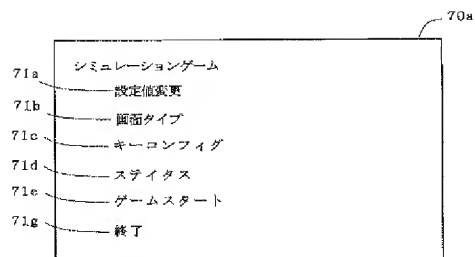 70a
シミュレーションゲーム
71a 設定値変更
71b 画面タイプ
71c キーコンフィグ
71d ステイタス
71e ゲームスタート
71g 終了